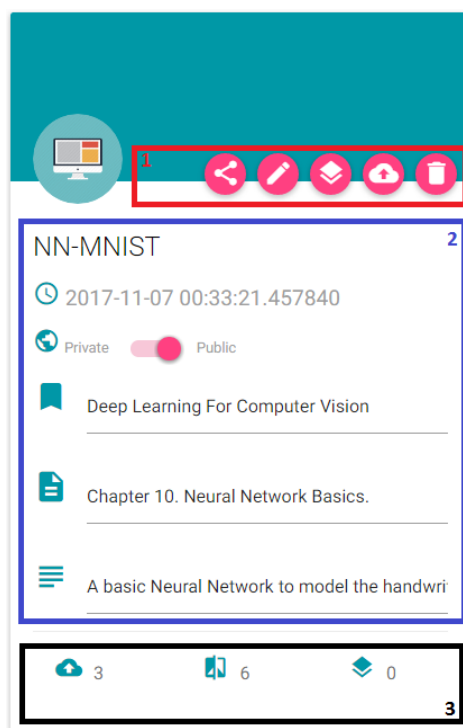 1
2
NN-MNIST
2017-11-07 00:33:21.457840
Private Public
Deep Learning For Computer Vision
Chapter 10. Neural Network Basics.
A basic Neural Network to model the handwri
3 6 0
3